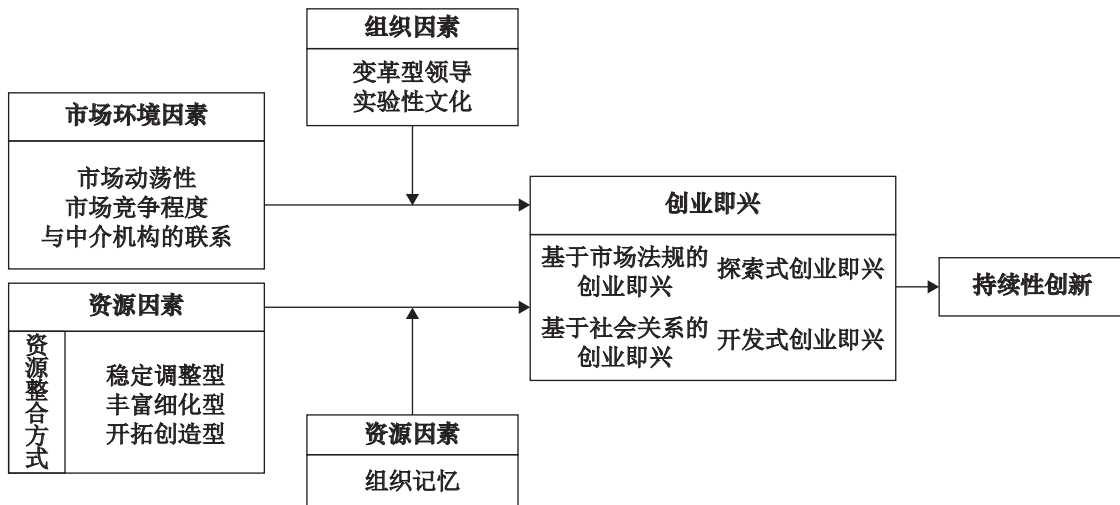 组织因素
变革型领导
实验性文化
市场环境因素
市场动荡性
市场竞争程度
与中介机构的联系
创业即兴
基于市场法规的
创业即兴
探索式创业即兴
基于社会关系的
创业即兴
开发式创业即兴
持续性创新
资源因素
资源整合方式
稳定调整型
丰富细化型
开拓创造型
资源因素
组织记忆